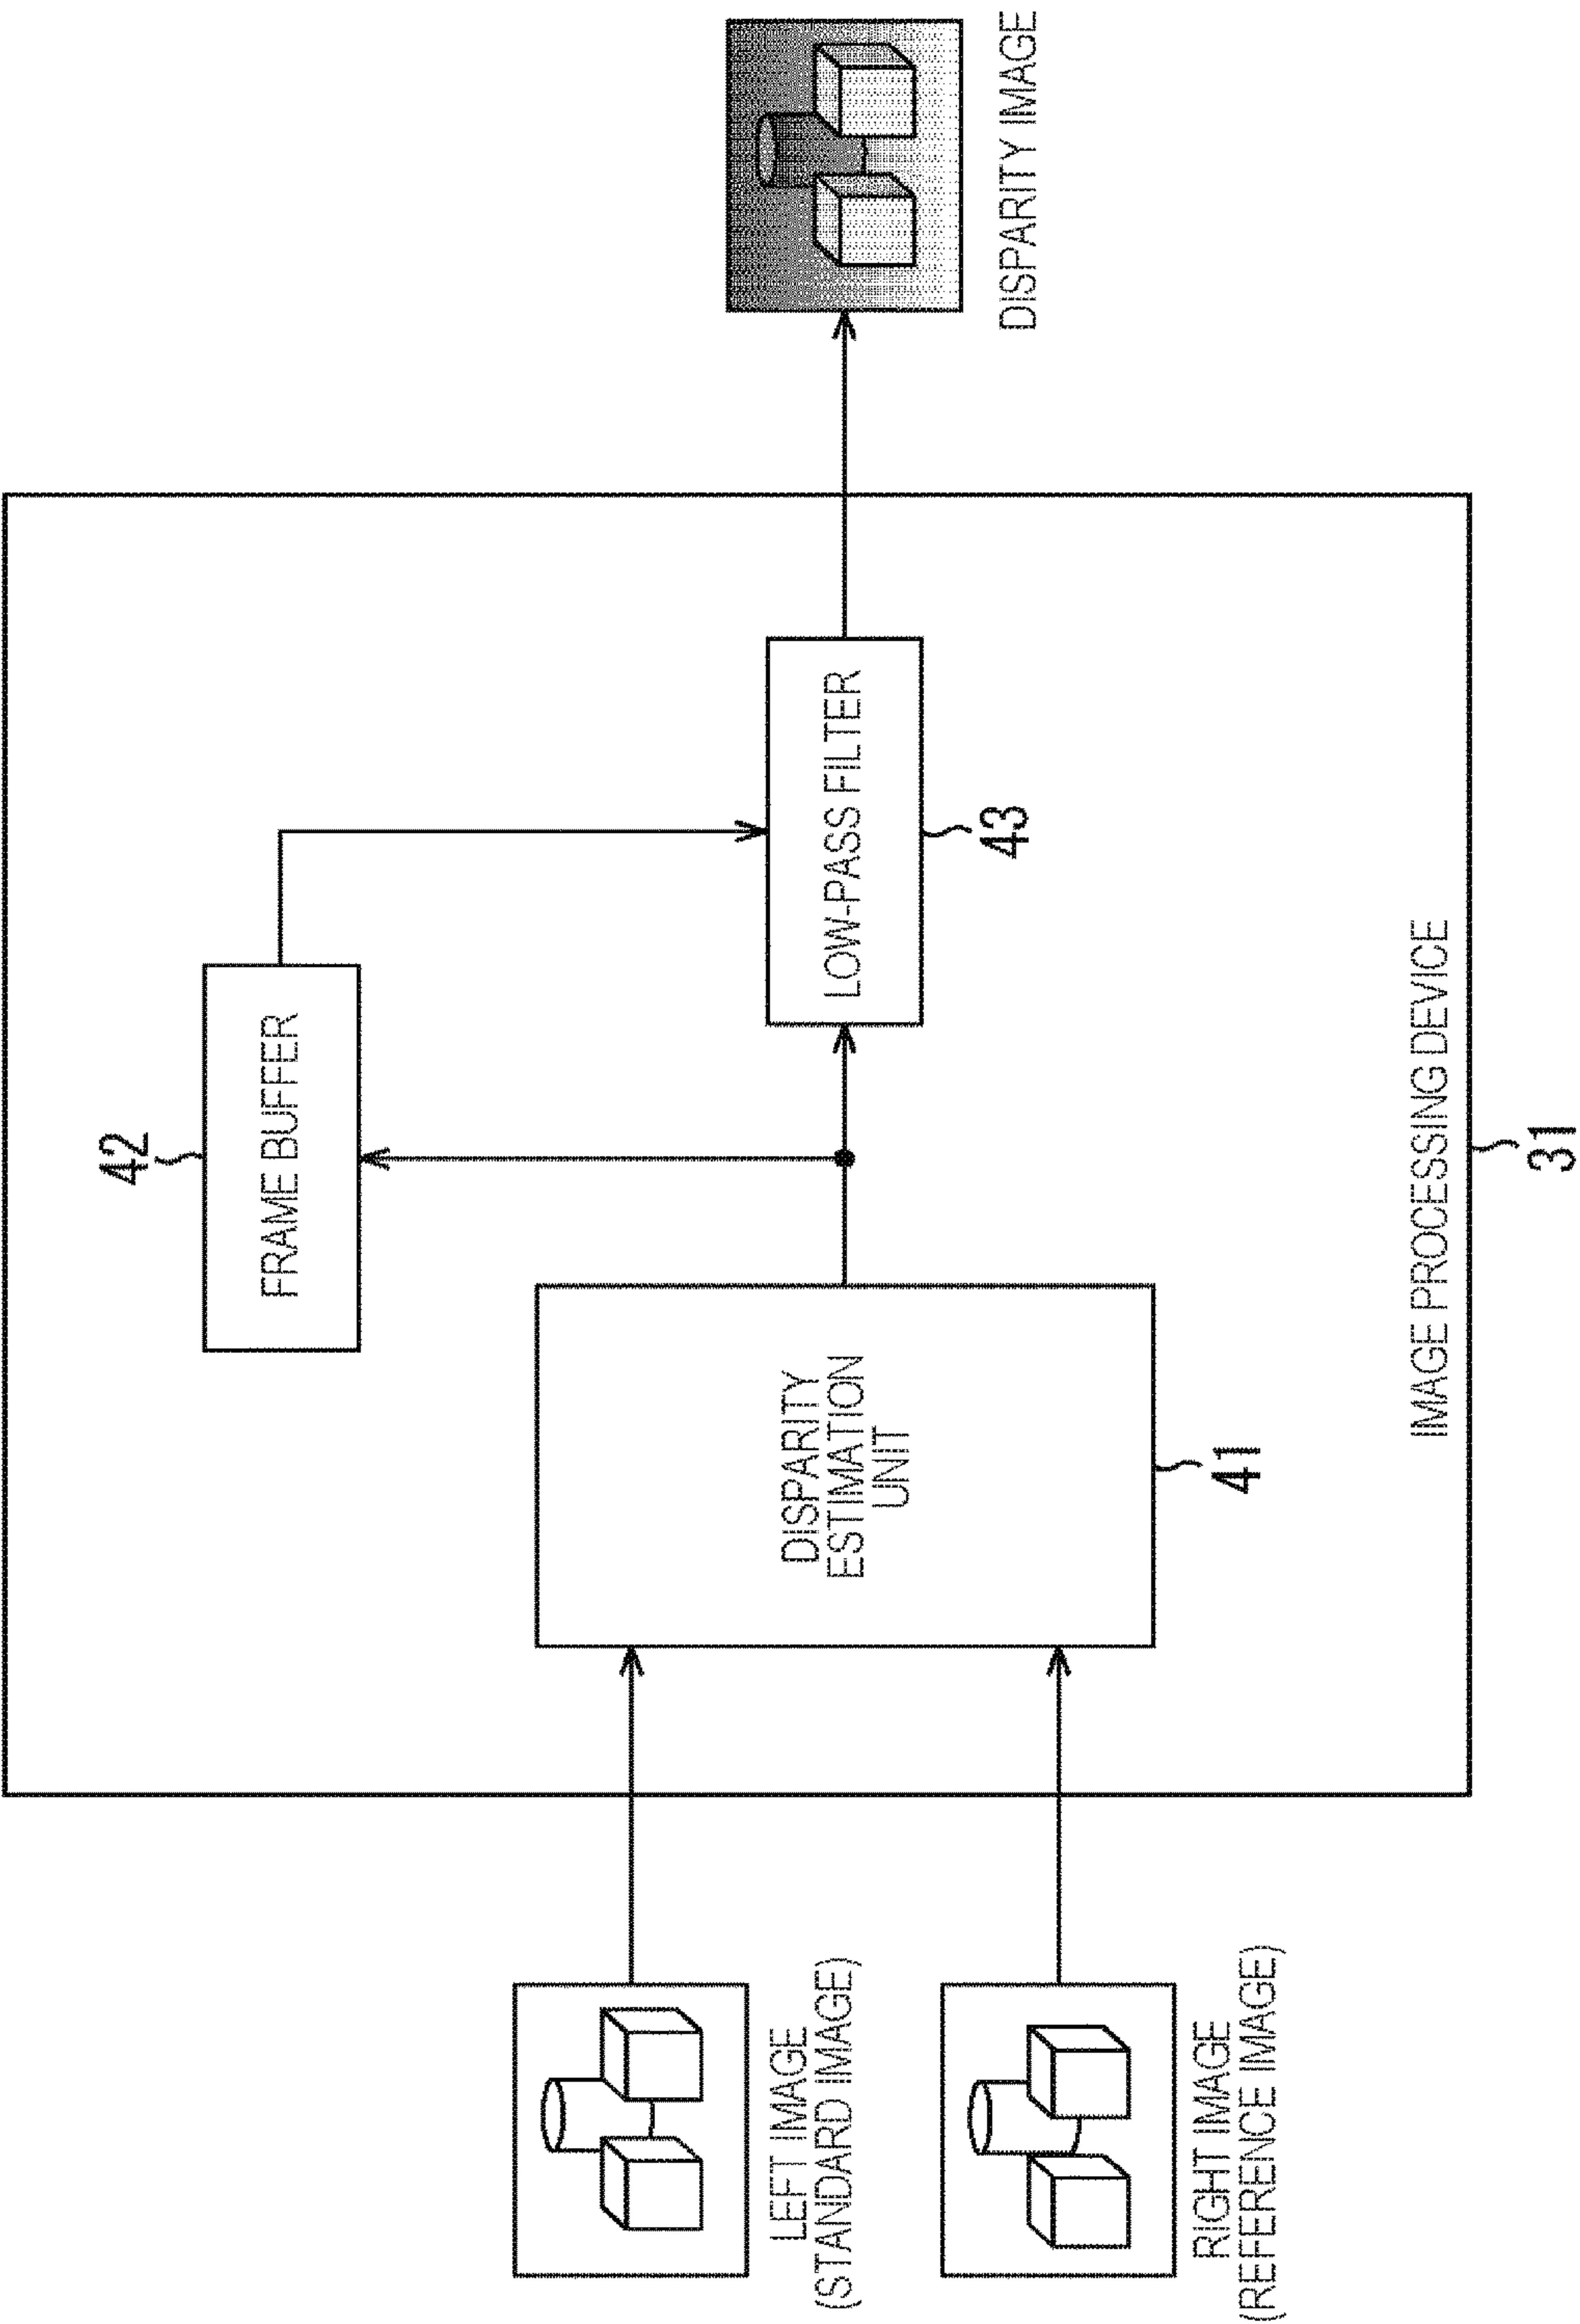 42
FRAME BUFFER
LEFT IMAGE
(STANDARD IMAGE)
DISPARITY
ESTIMATION
UNIT
LOW-PASS FILTER
43
DISPARITY IMAGE
RIGHT IMAGE
(REFERENCE IMAGE)
41
IMAGE PROCESSING DEVICE
31